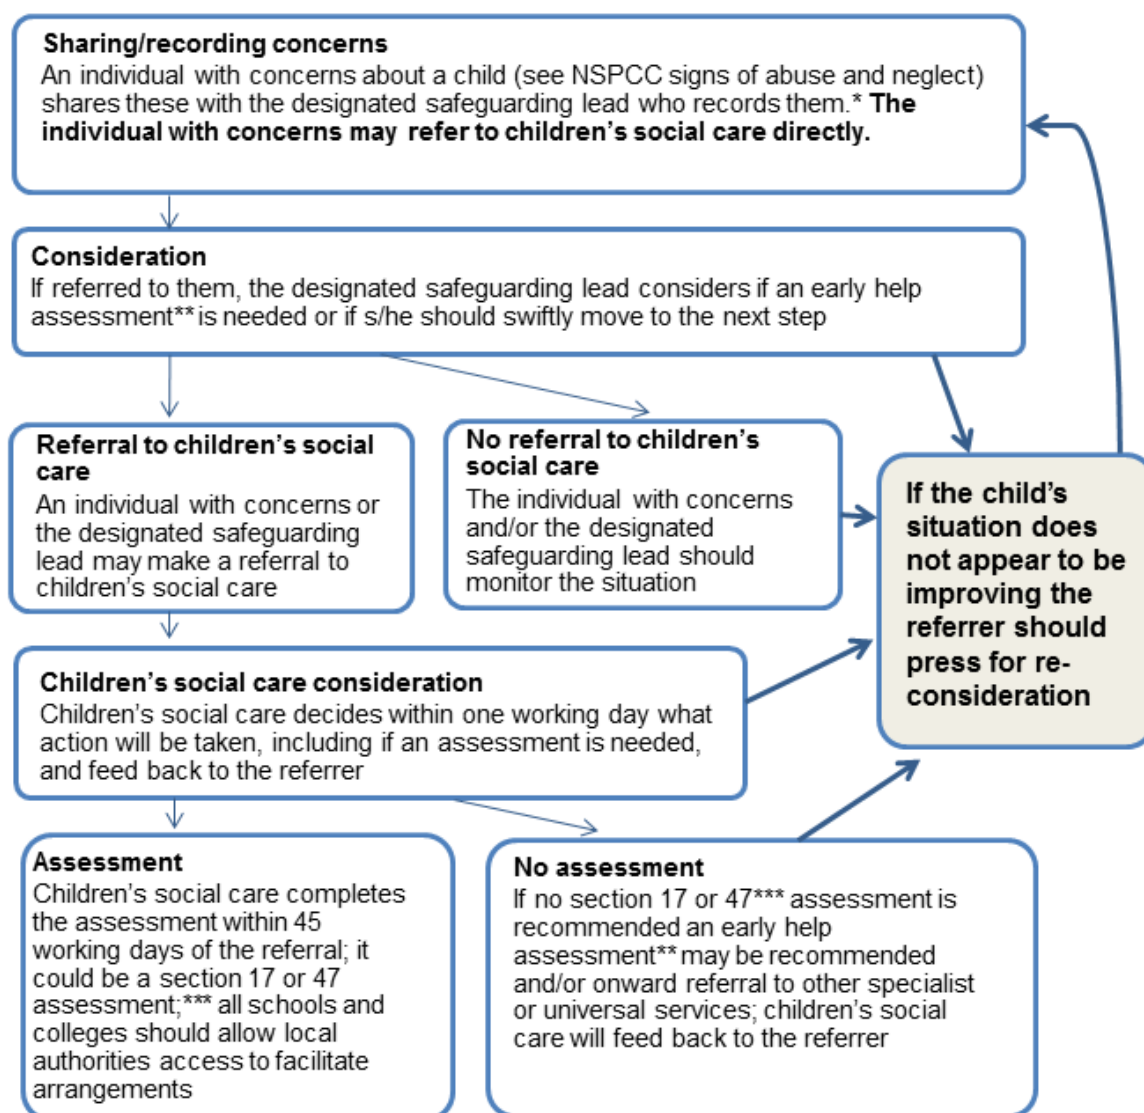 Sharing/recording concerns
An individual with concerns about a child (see NSPCC signs of abuse and neglect)
shares these with the designated safeguarding lead who records them.* The
individual with concerns may refer to children's social care directly.
Consideration
If referred to them, the designated safeguarding lead considers if an early help
assessment** is needed or if s/he should swiftly move to the next step
Referral to children's social
care
An individual with concerns or
the designated safeguarding
lead may make a referral to
children's social care
No referral to children's
social care
The individual with concerns
and/or the designated
safeguarding lead should
monitor the situation
If the child's
situation does
not appear to be
improving the
referrer should
press for re-
consideration
Children's social care consideration
Children's social care decides within one working day what
action will be taken, including if an assessment is needed,
and feed back to the referrer
Assessment
Children's social care completes
the assessment within 45
working days of the referral; it
could be a section 17 or 47
assessment;*** all schools and
colleges should allow local
authorities access to facilitate
arrangements
No assessment
If no section 17 or 47*** assessment is
recommended an early help
assessment** may be recommended
and/or onward referral to other specialist
or universal services; children's social
care will feed back to the referrer